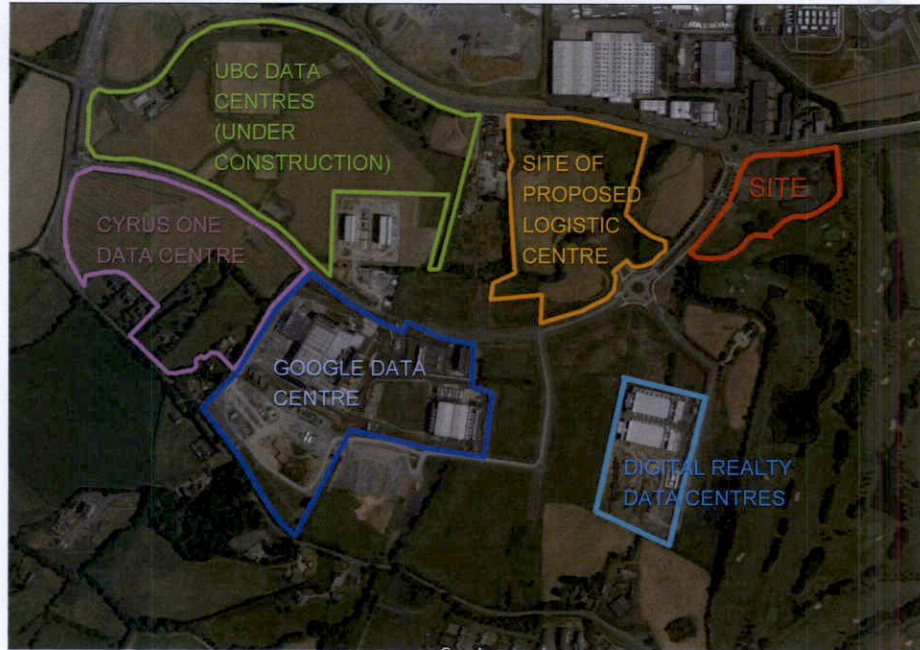 UBC DATA
CENTRES
(UNDER
CONSTRUCTION)
SITE OF
PROPOSED
LOGISTIC
CENTRE
SITE
CYRUS ONE
DATA CENTRE
GOOGLE DATA
CENTRE
DIGITAL REALTY
DATA CENTRES